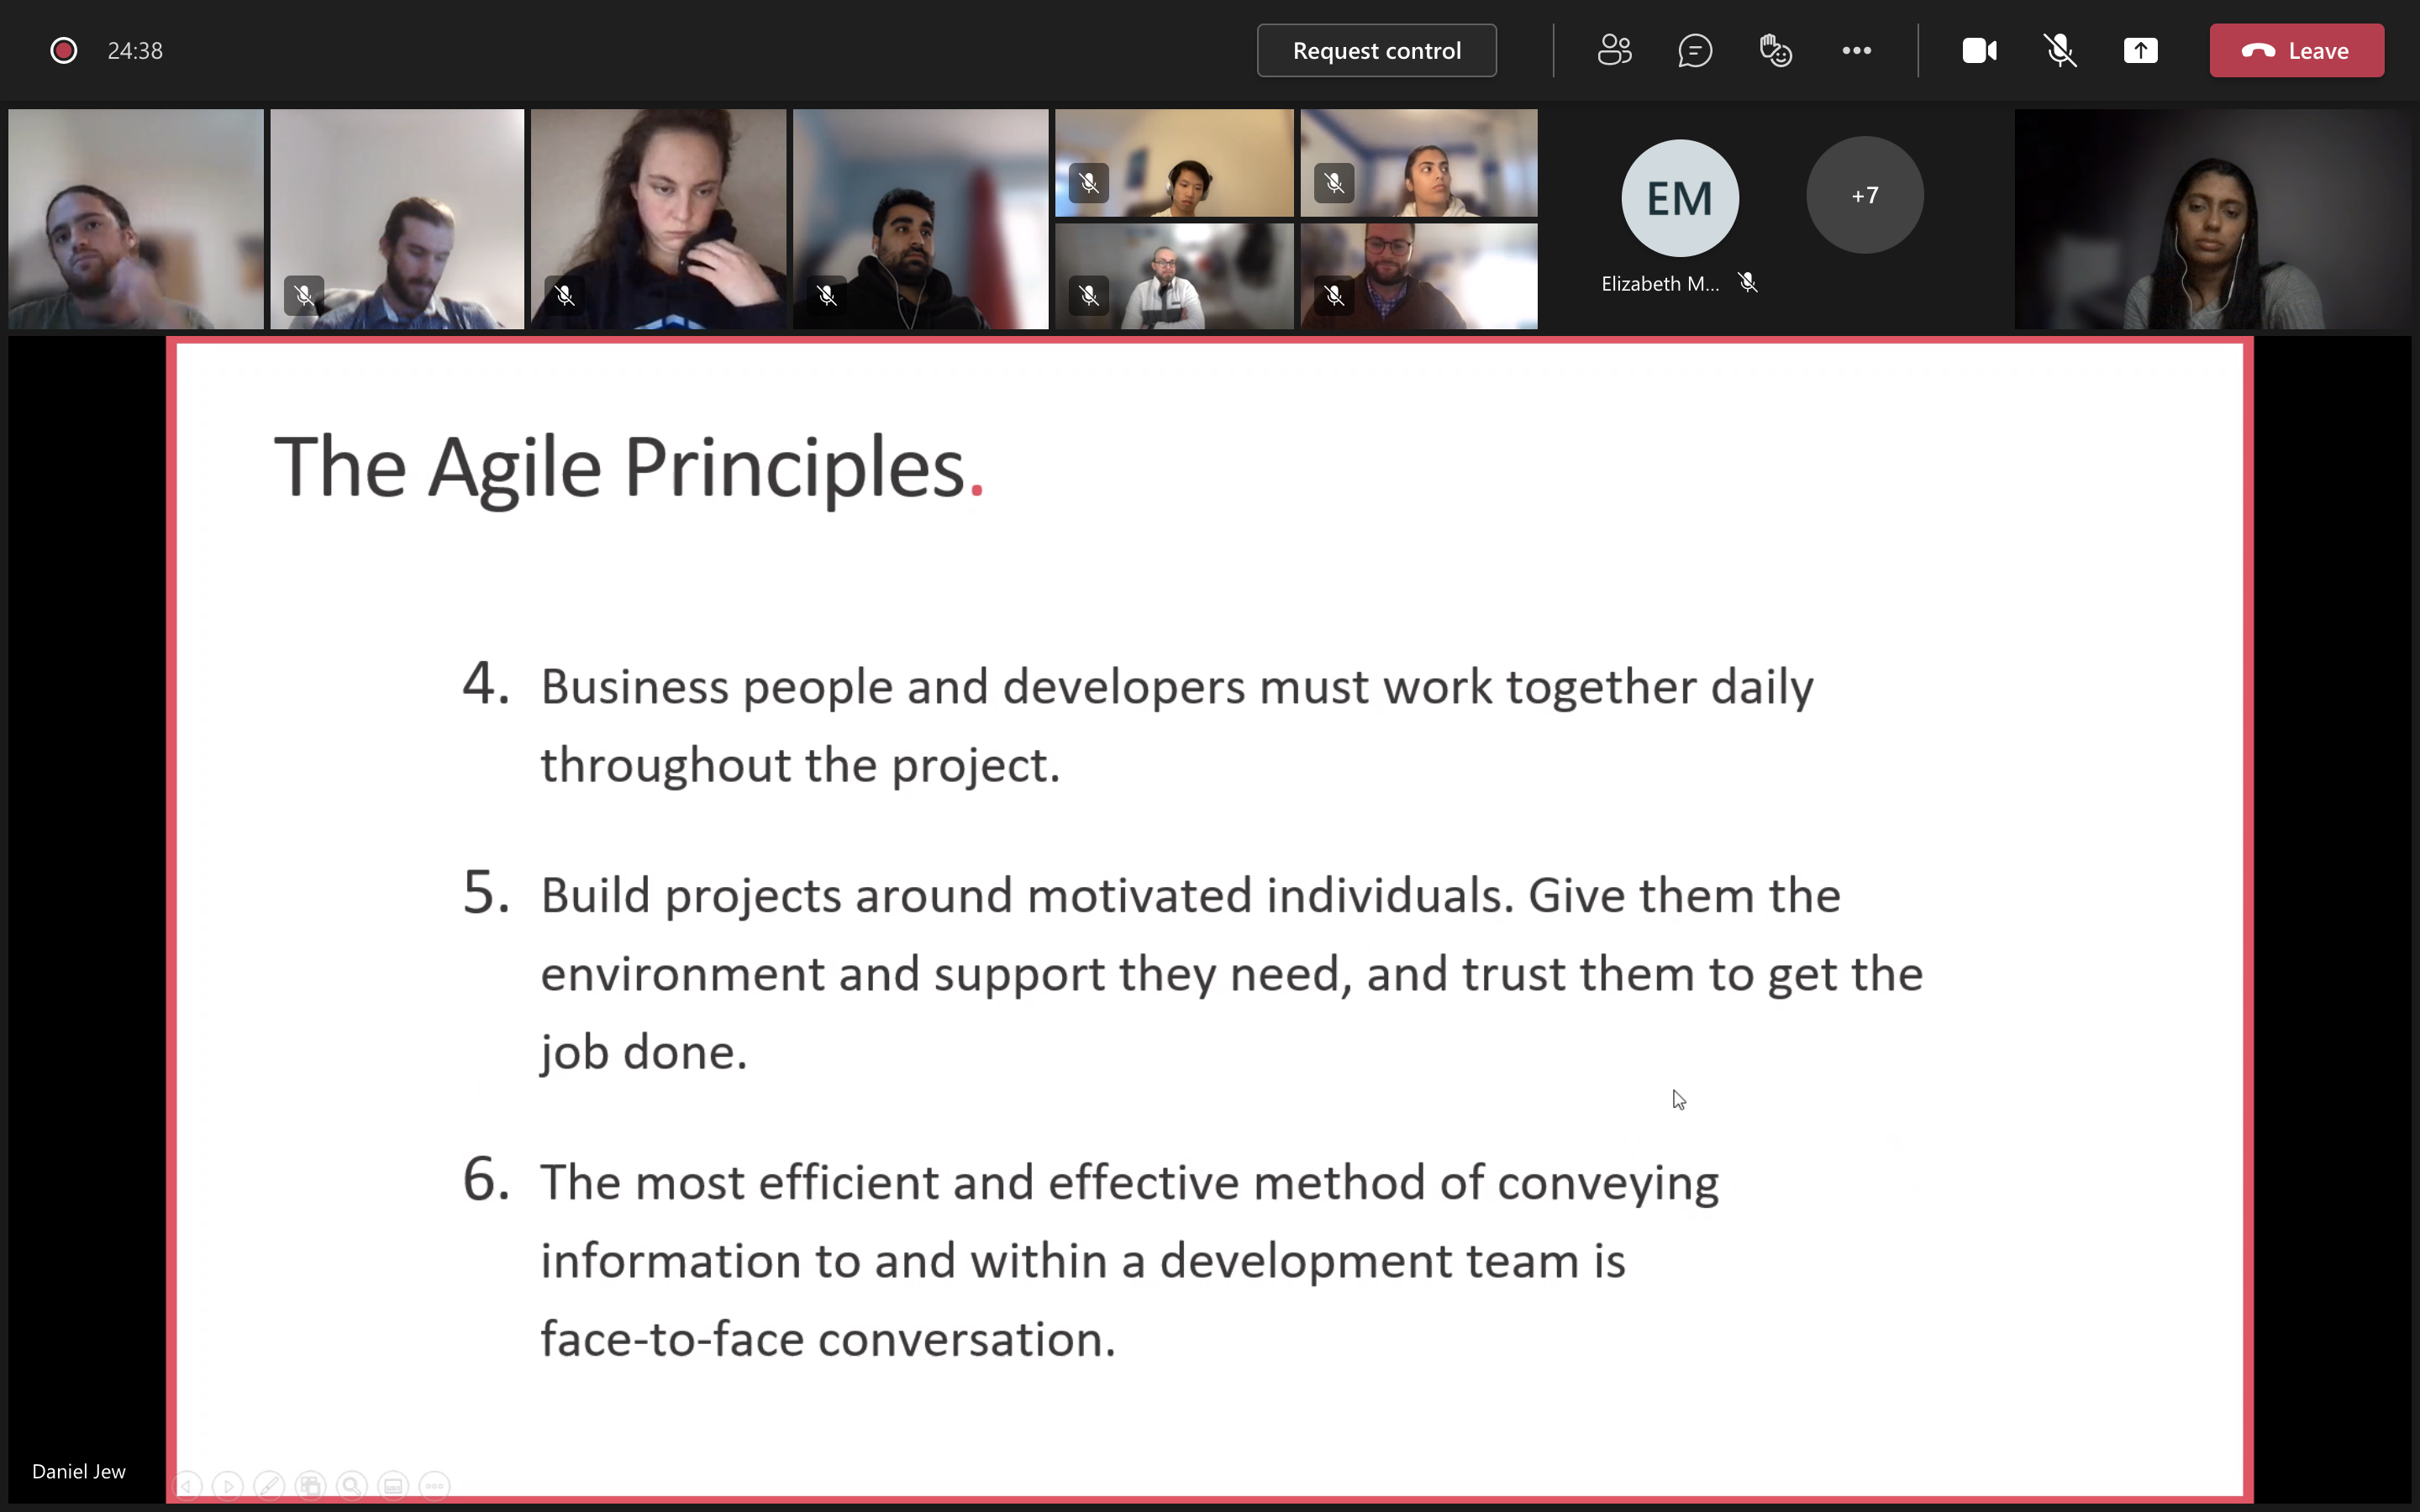 24:38
Request control
Leave
EM
+7
Elizabeth M...
The Agile Principles.
4. Business people and developers must work together daily
throughout the project.
5. Build projects around motivated individuals. Give them the
environment and support they need, and trust them to get the
job done.
6. The most efficient and effective method of conveying
information to and within a development team is
face-to-face conversation.
Daniel Jew